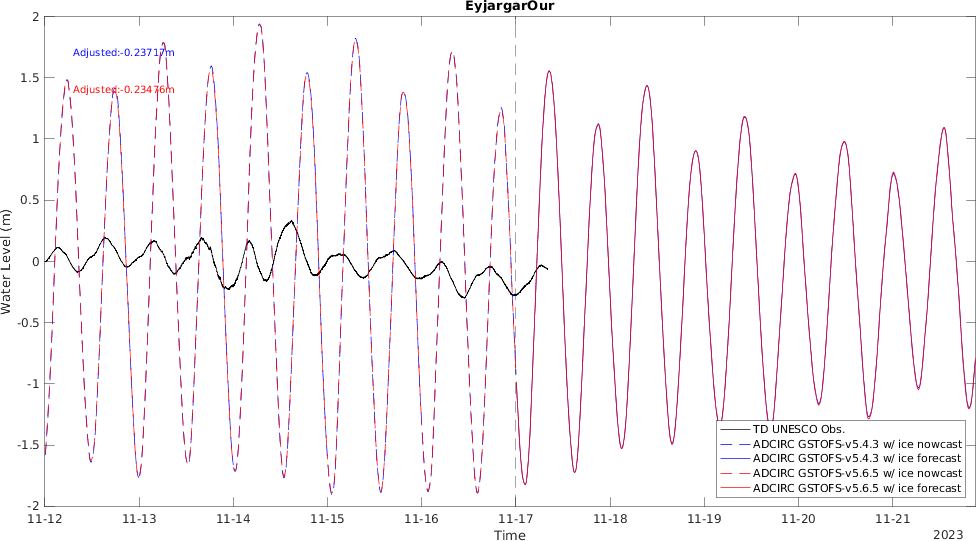 EyjargarOur
Adjusted:-0.23717m
Adjusted:-0.23476m
Water Level (m)
2
1.5
1
0.5
0
-0.5
-1
-1.5
-2
TD UNESCO Obs.
ADCIRC GSTOFS-v5.4.3 w/ ice nowcast
ADCIRC GSTOFS-v5.4.3 w/ ice forecast
ADCIRC GSTOFS-v5.6.5 w/ ice nowcast
ADCIRC GSTOFS-v5.6.5 w/ ice forecast
11-12 11-13 11-14 11-15 11-16 11-17 11-18 11-19 11-20 11-21
Time
2023